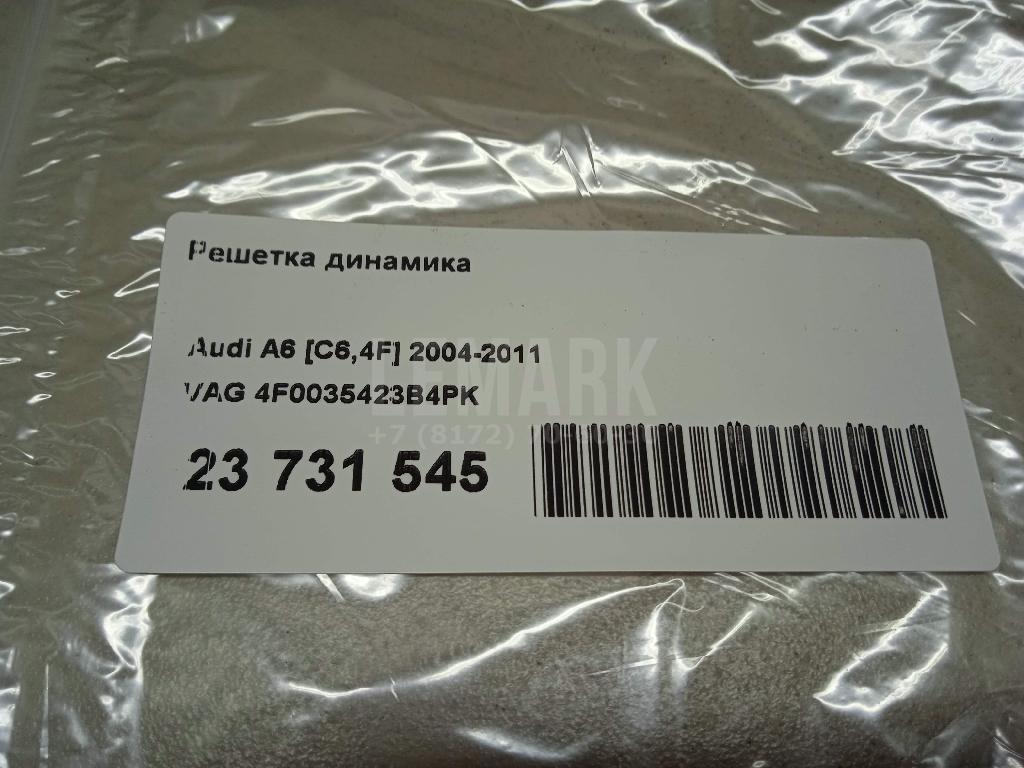 Решетка динамика
Audi A6 [C6,4F] 2004-2011
VAG 4F0035423B4PK
LEMARK
+7 (8172)
23 731 545